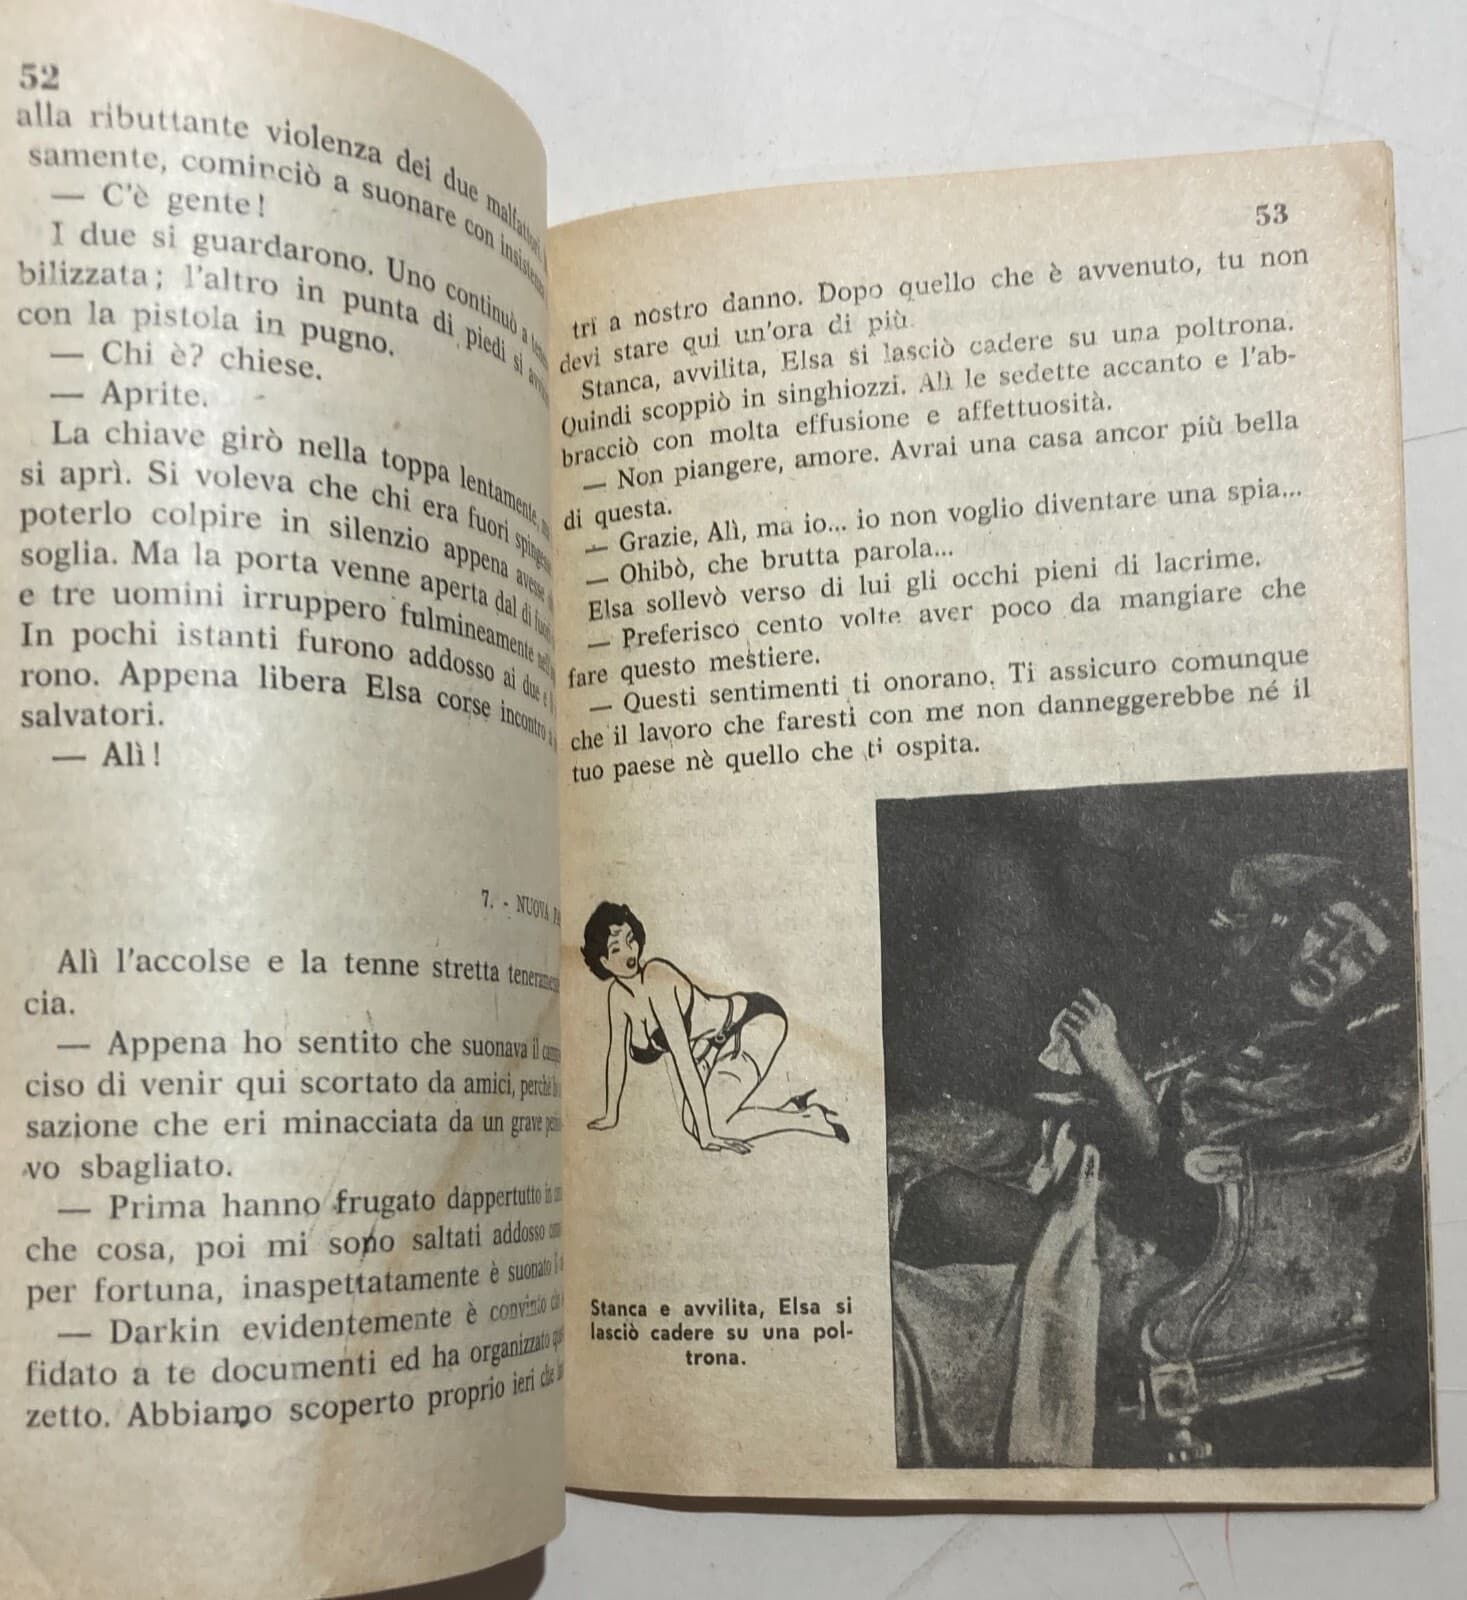 52
alla ributtante violenza dei due malfattori.
samente, cominciò a suonare con insistenza
— C'è gente!
I due si guardarono. Uno continuò a
bilizzata; l'altro in punta di piedi si
con la pistola in pugno.
— Chi è? chiese.
— Aprite.
La chiave girò nella toppa lentamente,
si aprì. Si voleva che chi era fuori
poterlo colpire in silenzio appena avesse
soglia. Ma la porta venne aperta dal di
e tre uomini irruppero fulmineamente
In pochi istanti furono addosso ai due e
rono. Appena libera Elsa corse incontro
salvatori.
— Alì!
7. - NUOVA
Alì l'accolse e la tenne stretta
cia.
— Appena ho sentito che suonava il
ciso di venir qui scortato da amici, perchè
sazione che eri minacciata da un grave
vo sbagliato.
— Prima hanno frugato dappertutto in
che cosa, poi mi sono saltati addosso
per fortuna, inaspettatamente è suonato
— Darkin evidentemente è convinto
fidato a te documenti ed ha organizzato
zetto. Abbiamo scoperto proprio ieri che
53
tri a nostro danno. Dopo quello che è avvenuto, tu non
devi stare qui un'ora di più.
Stanca, avvilita, Elsa si lasciò cadere su una poltrona.
Quindi scoppiò in singhiozzi. Alì le sedette accanto e l'ab-
bracciò con molta effusione e affettuosità.
— Non piangere, amore. Avrai una casa ancor più bella
di questa.
— Grazie, Alì, ma io... io non voglio diventare una spia...
— Ohibò, che brutta parola...
Elsa sollevò verso di lui gli occhi pieni di lacrime.
— Preferisco cento volte aver poco da mangiare che
fare questo mestiere.
— Questi sentimenti ti onorano. Ti assicuro comunque
che il lavoro che faresti con me non danneggerebbe né il
tuo paese nè quello che ti ospita.
Stanca e avvilita, Elsa si
lasciò cadere su una pol-
trona.